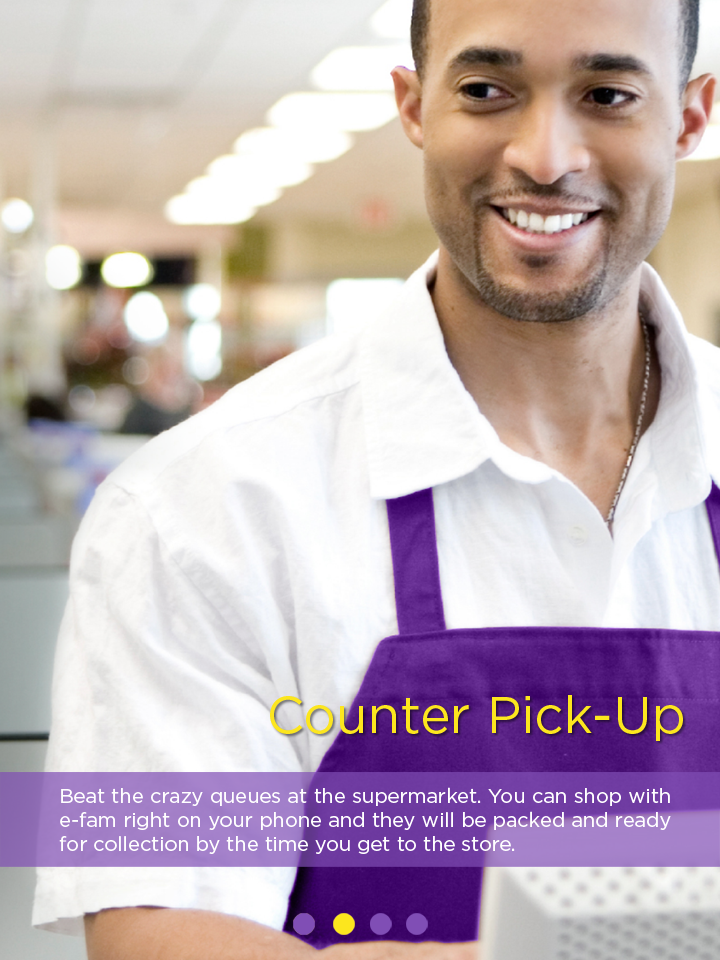 Counter Pick-Up
Beat the crazy queues at the supermarket. You can shop with
e-fam right on your phone and they will be packed and ready
for collection by the time you get to the store.